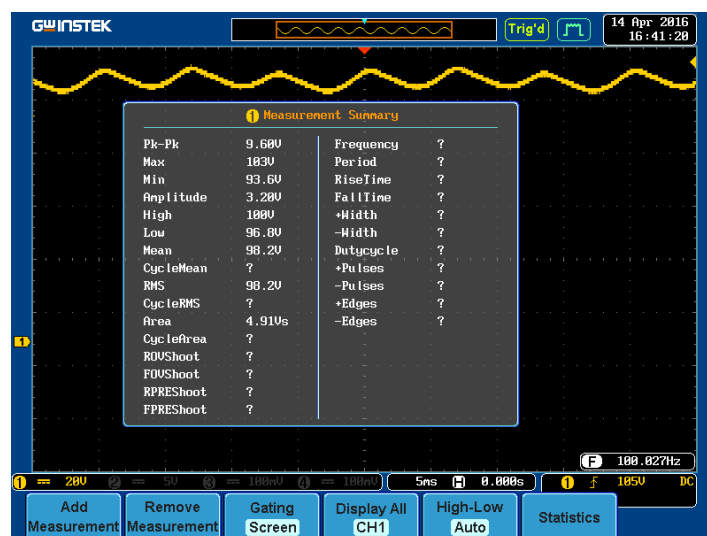 GWINSTEK
Trig'd
14 Apr 2016
16:41:20
1 Measurement Summary
Pk-Pk 9.60V Frequency ?
Max 103V Period ?
Min 93.6V RiseTime ?
Amplitude 3.20V FallTime ?
High 100V +Width ?
Low 96.8V -Width ?
Mean 98.2V Dutycycle ?
CycleMean ? +Pulses ?
RMS 98.2V -Pulses ?
CycleRMS ? +Edges ?
Area 4.91Vs -Edges ?
CycleArea ?
ROVShoot ?
FOVShoot ?
RPREShoot ?
FPREShoot ?
1
F 100.027Hz
1 20V 2 5V 3 100mV 4 100mV 5ms H 0.000s 1 105V DC
Add Measurement
Remove Measurement
Gating
Screen
Display All
CH1
High-Low
Auto
Statistics